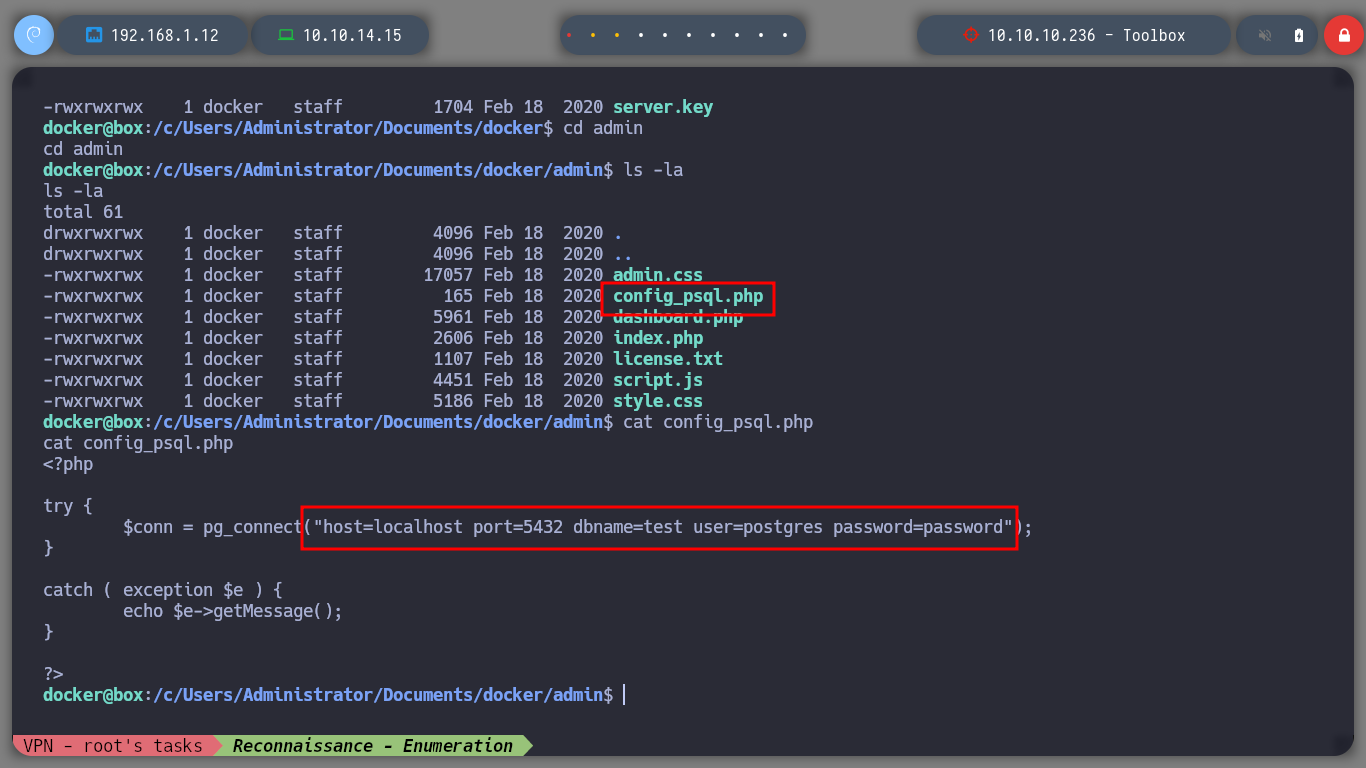 192.168.1.12 10.10.14.15 10.10.10.236 - Toolbox
-rwxrwxrwx    1 docker   staff         1704 Feb 18  2020 server.key
docker@box:/c/Users/Administrator/Documents/docker$ cd admin
cd admin
docker@box:/c/Users/Administrator/Documents/docker/admin$ ls -la
ls -la
total 61
drwxrwxrwx    1 docker   staff         4096 Feb 18  2020 .
drwxrwxrwx    1 docker   staff         4096 Feb 18  2020 ..
-rwxrwxrwx    1 docker   staff        17057 Feb 18  2020 admin.css
-rwxrwxrwx    1 docker   staff          165 Feb 18  2020 config_psql.php
-rwxrwxrwx    1 docker   staff         5961 Feb 18  2020 dashboard.php
-rwxrwxrwx    1 docker   staff         2606 Feb 18  2020 index.php
-rwxrwxrwx    1 docker   staff         1107 Feb 18  2020 license.txt
-rwxrwxrwx    1 docker   staff         4451 Feb 18  2020 script.js
-rwxrwxrwx    1 docker   staff         5186 Feb 18  2020 style.css
docker@box:/c/Users/Administrator/Documents/docker/admin$ cat config_psql.php
cat config_psql.php
<?php
try {
        $conn = pg_connect("host=localhost port=5432 dbname=test user=postgres password=password");
}
catch ( exception $e ) {
        echo $e->getMessage();
}
?>
docker@box:/c/Users/Administrator/Documents/docker/admin$
VPN - root's tasks Reconnaissance - Enumeration